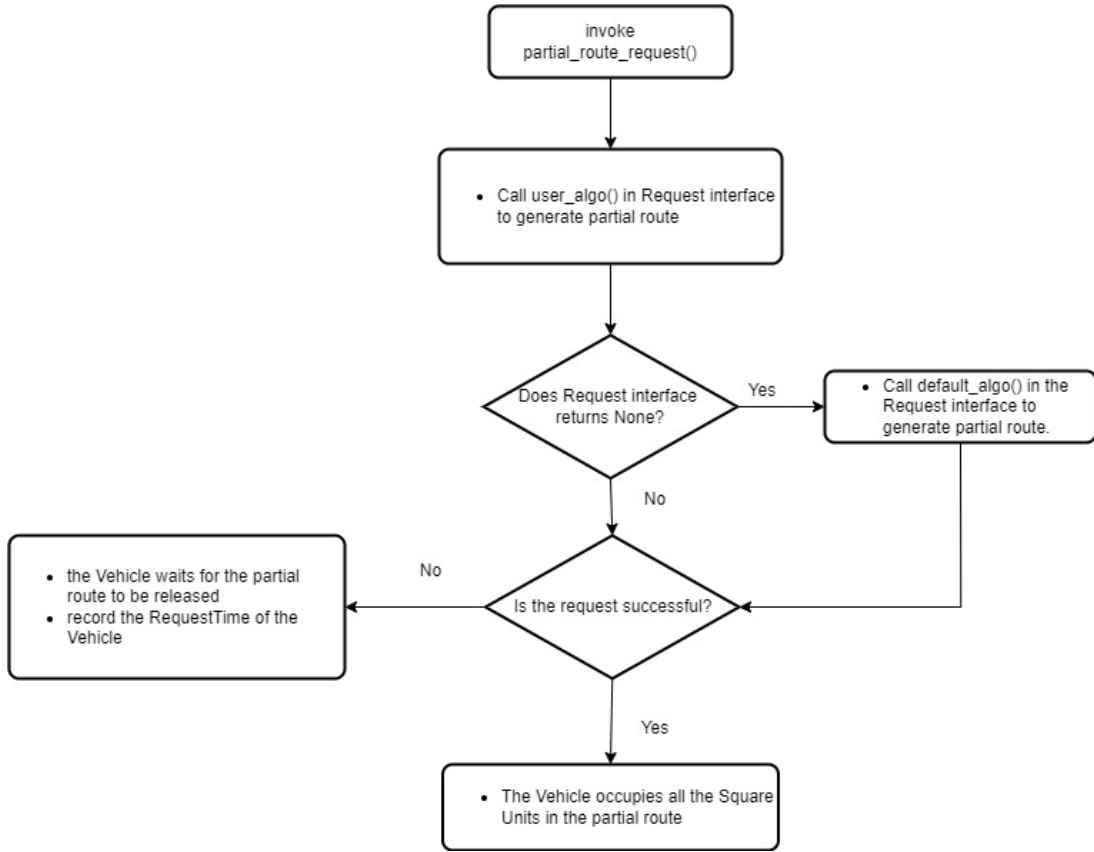 invoke
partial_route_request()
• Call user_algo() in Request interface
to generate partial route
Does Request interface
returns None?
Yes
• Call default_algo() in the
Request interface to
generate partial route.
No
• the Vehicle waits for the partial
route to be released
• record the RequestTime of the
Vehicle
No
Is the request successful?
Yes
• The Vehicle occupies all the Square
Units in the partial route